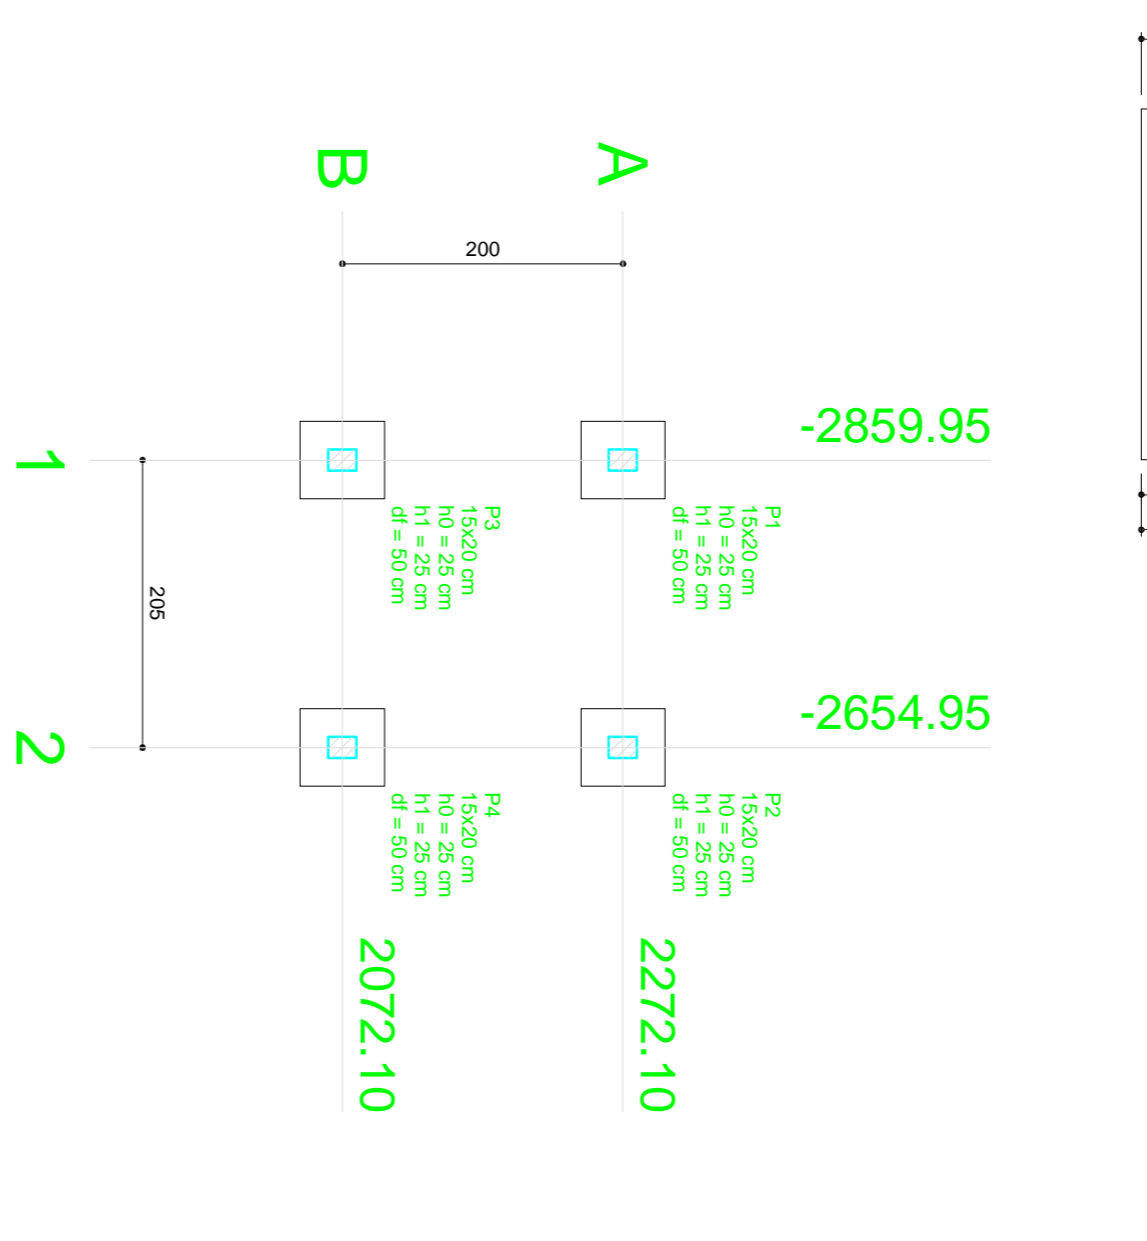 B
A
200
1
-2859.95
P3
15x20 cm
h0 = 25 cm
h1 = 25 cm
df = 50 cm
P1
15x20 cm
h0 = 25 cm
h1 = 25 cm
df = 50 cm
205
2
-2654.95
P4
15x20 cm
h0 = 25 cm
h1 = 25 cm
df = 50 cm
P2
15x20 cm
h0 = 25 cm
h1 = 25 cm
df = 50 cm
2072.10
2272.10